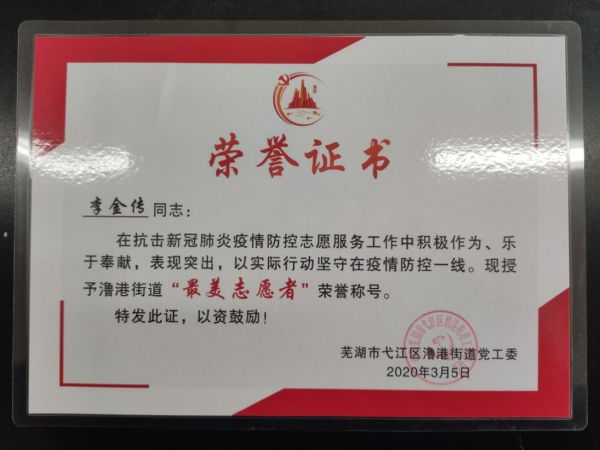 荣誉证书
李金传同志：
在抗击新冠肺炎疫情防控志愿服务工作中积极作为、乐
于奉献，表现突出，以实际行动坚守在疫情防控一线。现授
予澛港街道“最美志愿者”荣誉称号。
特发此证，以资鼓励！
芜湖市弋江区澛港街道党工委
2020年3月5日